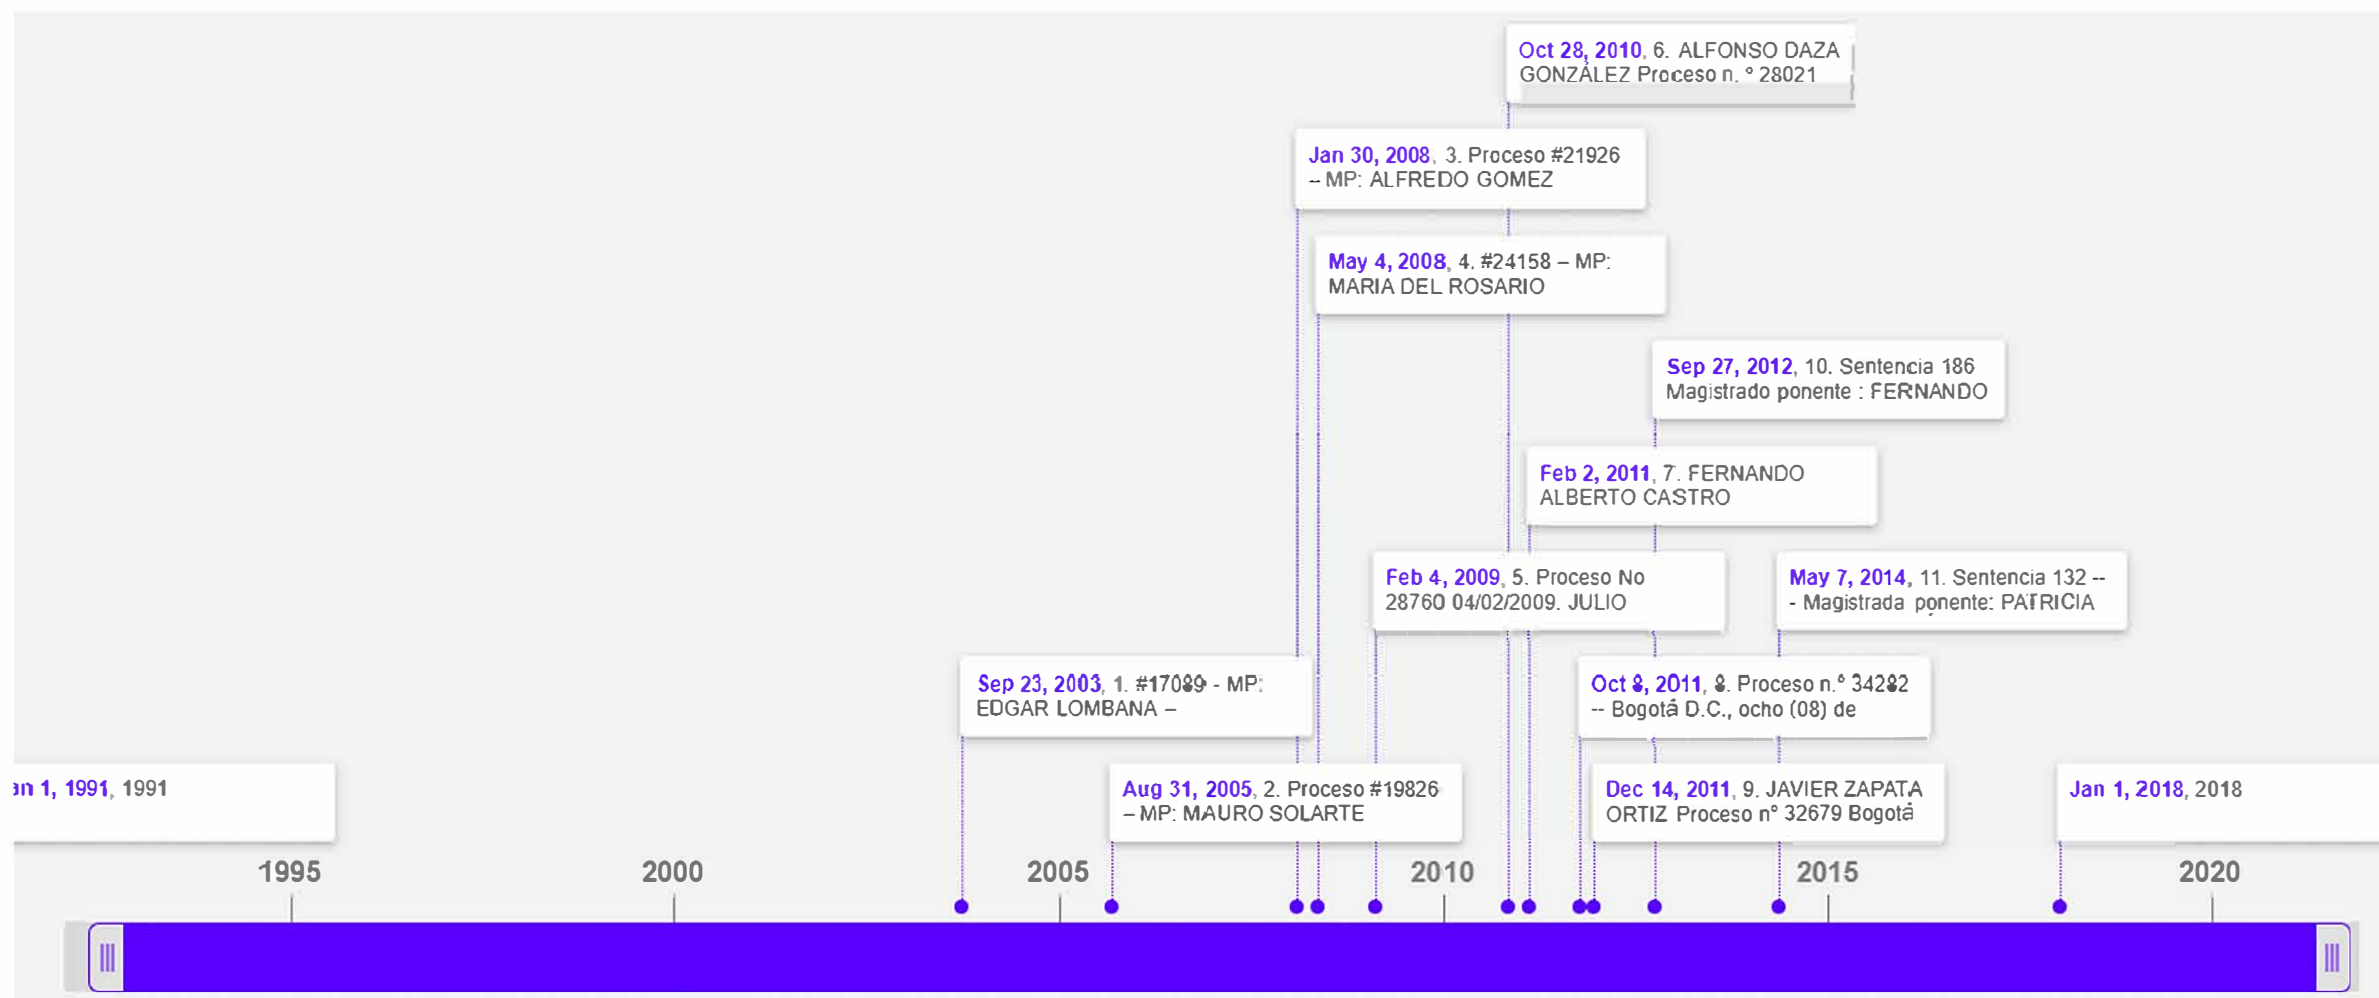 Oct 28, 2010, 6. ALFONSO DAZA
GONZÁLEZ Proceso n. º 28021
Jan 30, 2008, 3. Proceso #21926
– MP: ALFREDO GOMEZ
May 4, 2008, 4. #24158 – MP:
MARIA DEL ROSARIO
Sep 27, 2012, 10. Sentencia 186
Magistrado ponente : FERNANDO
Feb 2, 2011, 7. FERNANDO
ALBERTO CASTRO
Feb 4, 2009, 5. Proceso No
28760 04/02/2009. JULIO
May 7, 2014, 11. Sentencia 132 --
- Magistrada ponente: PATRICIA
Sep 23, 2003, 1. #17089 - MP:
EDGAR LOMBANA –
Oct 8, 2011, 8. Proceso n.º 34282
-- Bogotá D.C., ocho (08) de
an 1, 1991, 1991
Aug 31, 2005, 2. Proceso #19826
– MP: MAURO SOLARTE
Dec 14, 2011, 9. JAVIER ZAPATA
ORTIZ Proceso nº 32679 Bogotá
Jan 1, 2018, 2018
1995 2000 2005 2010 2015 2020